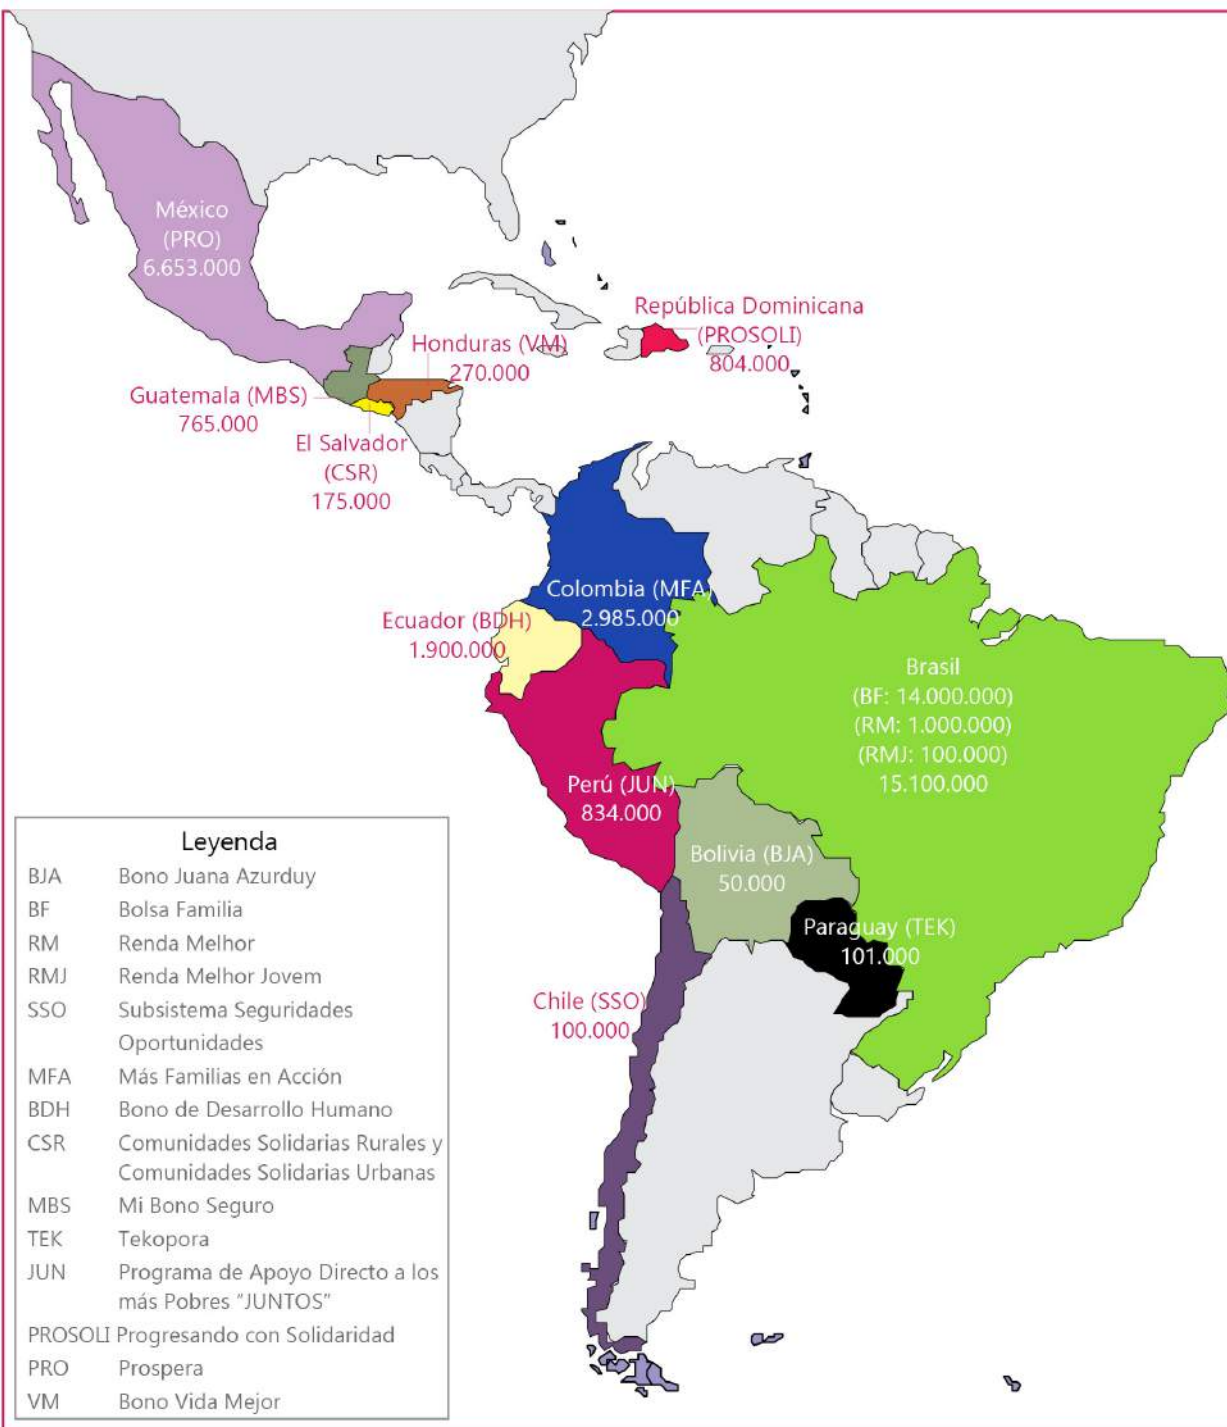 México
(PRO)
6.653.000
República Dominicana
(PROSOLI)
804.000
Honduras (VM)
270.000
Guatemala (MBS)
765.000
El Salvador
(CSR)
175.000
Colombia (MFA)
2.985.000
Ecuador (BDH)
1.900.000
Brasil
(BF: 14.000.000)
(RM: 1.000.000)
(RMJ: 100.000)
15.100.000
Perú (JUN)
834.000
Bolivia (BJA)
50.000
Paraguay (TEK)
101.000
Chile (SSO)
100.000
Leyenda
BJA Bono Juana Azurduy
BF Bolsa Familia
RM Renda Melhor
RMJ Renda Melhor Jovem
SSO Subsistema Seguridades
Oportunidades
MFA Más Familias en Acción
BDH Bono de Desarrollo Humano
CSR Comunidades Solidarias Rurales y
Comunidades Solidarias Urbanas
MBS Mi Bono Seguro
TEK Tekopora
JUN Programa de Apoyo Directo a los
más Pobres "JUNTOS"
PROSOLI Progresando con Solidaridad
PRO Prospera
VM Bono Vida Mejor